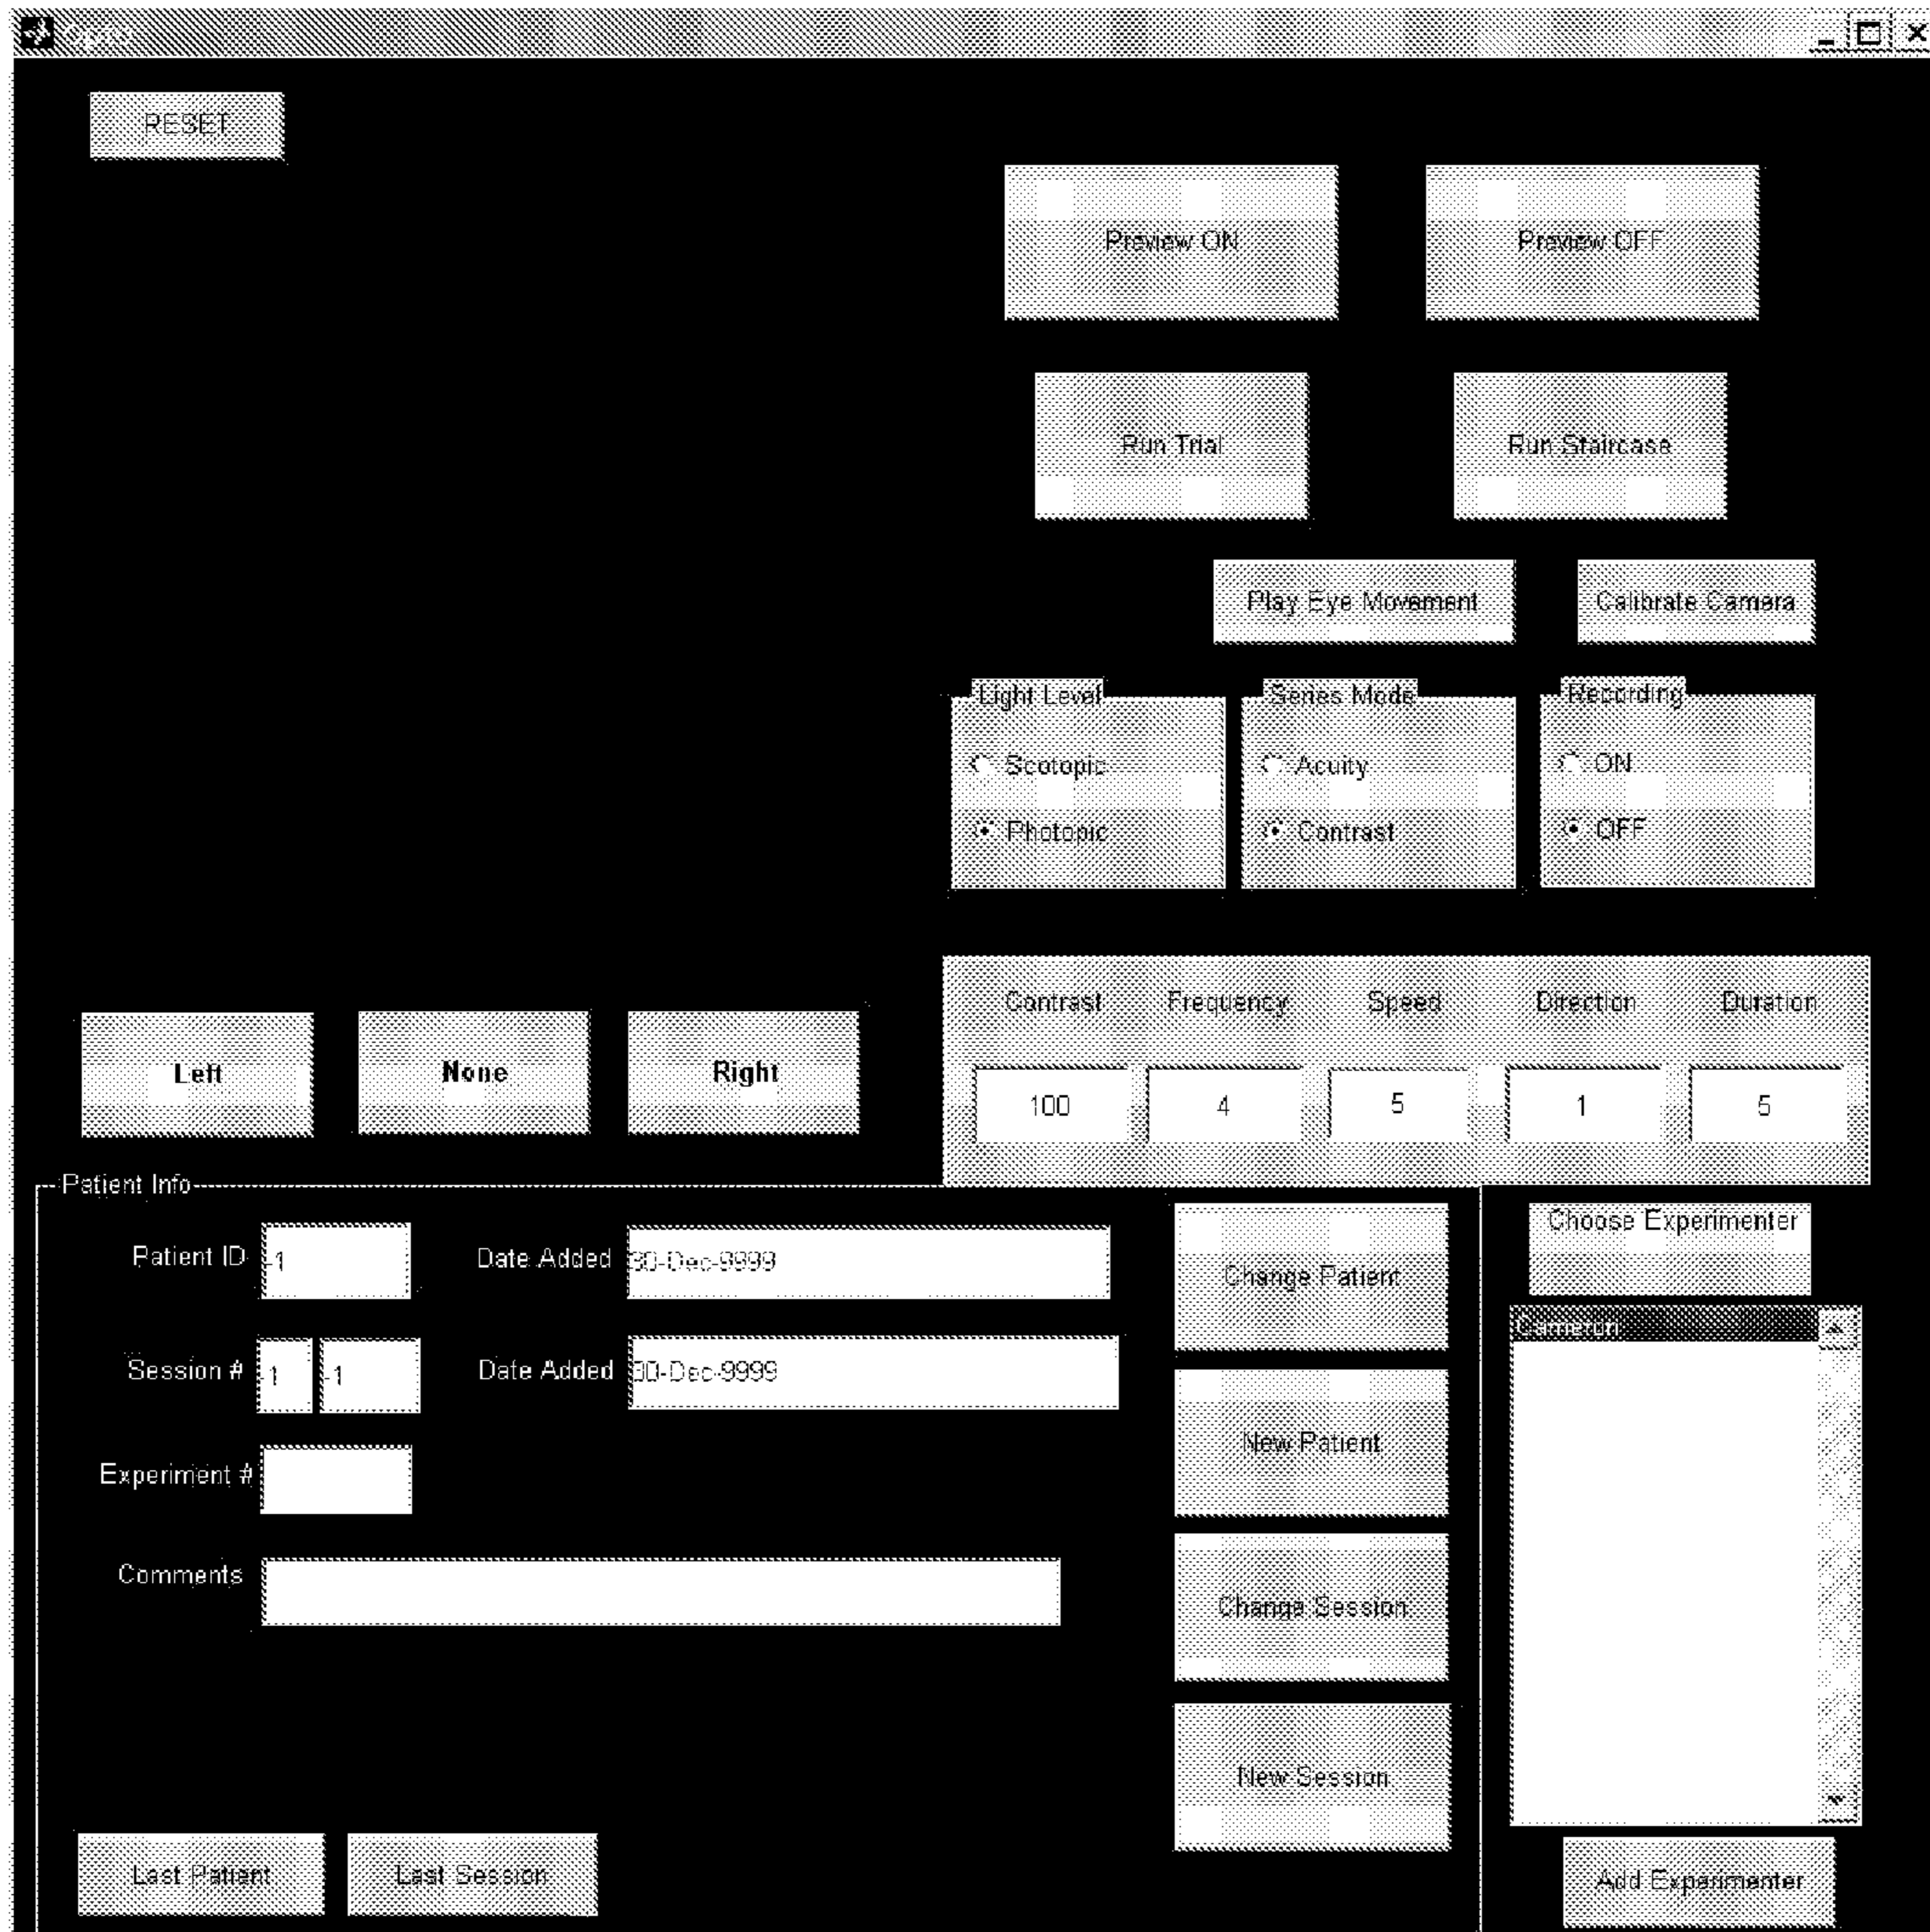 RESET
Preview ON
Preview OFF
Run Trial
Run Staircase
Play Eye Movement
Calibrate Camera
Light Level
Series Mode
Recording
Scotopic
Acuity
ON
Photopic
Contrast
OFF
Contrast Frequency Speed Direction Duration
100 4 5 1 5
Left
None
Right
Patient Info
Patient ID -1 Date Added 30-Dec-9999
Session # -1 -1 Date Added 30-Dec-9999
Experiment #
Comments
Change Patient
New Patient
Change Session
New Session
Last Patient
Last Session
Choose Experimenter
Cameron
Add Experimenter